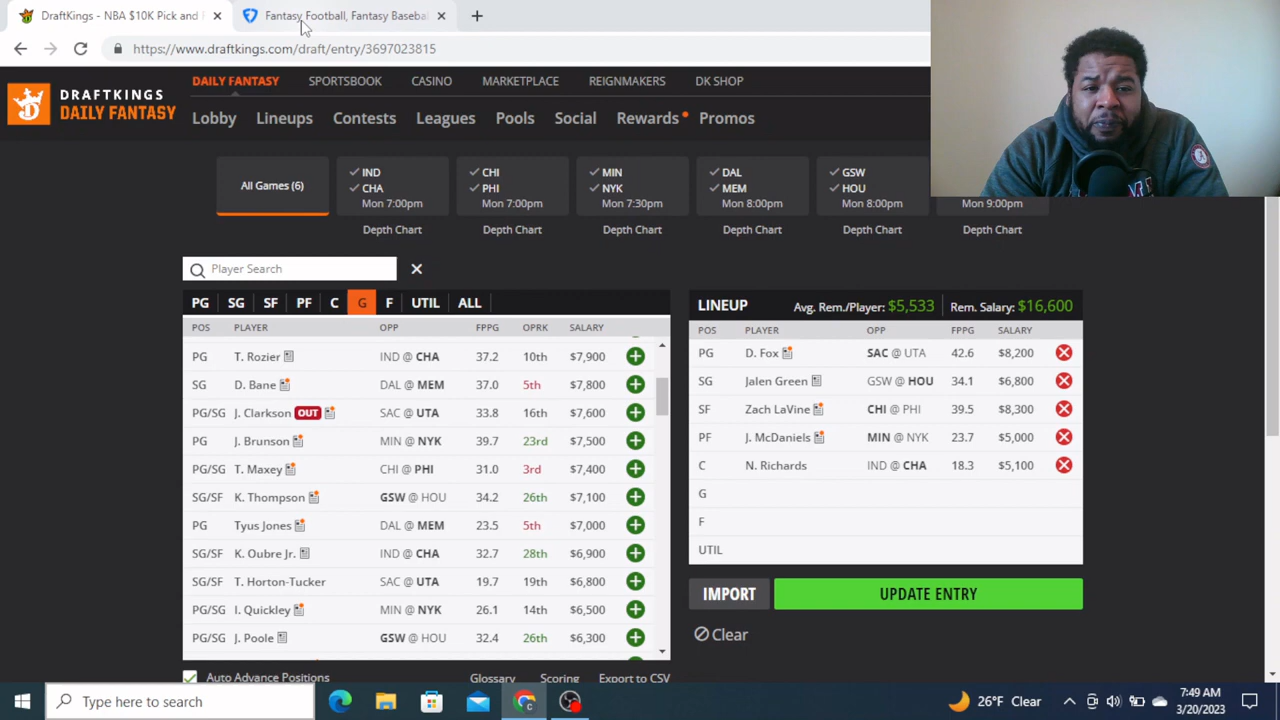 DraftKings - NBA $10K Pick and
Fantasy Football, Fantasy Baseba
https://www.draftkings.com/draft/entry/3697023815
DRAFTKINGS
DAILY FANTASY
DAILY FANTASY SPORTSBOOK CASINO MARKETPLACE REIGNMAKERS DK SHOP
Lobby Lineups Contests Leagues Pools Social Rewards Promos
All Games (6)
IND
CHA
Mon 7:00pm
Depth Chart
CHI
PHI
Mon 7:00pm
Depth Chart
MIN
NYK
Mon 7:30pm
Depth Chart
DAL
MEM
Mon 8:00pm
Depth Chart
GSW
HOU
Mon 8:00pm
Depth Chart
Mon 9:00pm
Depth Chart
Player Search
PG SG SF PF C G F UTIL ALL
POS PLAYER OPP FPPG OPRK SALARY
PG T. Rozier IND @ CHA 37.2 10th $7,900
SG D. Bane DAL @ MEM 37.0 5th $7,800
PG/SG J. Clarkson OUT SAC @ UTA 33.8 16th $7,600
PG J. Brunson MIN @ NYK 39.7 23rd $7,500
PG/SG T. Maxey CHI @ PHI 31.0 3rd $7,400
SG/SF K. Thompson GSW @ HOU 34.2 26th $7,100
PG Tyus Jones DAL @ MEM 23.5 5th $7,000
SG/SF K. Oubre Jr. IND @ CHA 32.7 28th $6,900
SG/SF T. Horton-Tucker SAC @ UTA 19.7 19th $6,800
PG/SG I. Quickley MIN @ NYK 26.1 14th $6,500
PG/SG J. Poole GSW @ HOU 32.4 26th $6,300
Auto Advance Positions Glossary Scoring Export to CSV
LINEUP Avg. Rem./Player: $5,533 Rem. Salary: $16,600
POS PLAYER OPP FPPG SALARY
PG D. Fox SAC @ UTA 42.6 $8,200
SG Jalen Green GSW @ HOU 34.1 $6,800
SF Zach LaVine CHI @ PHI 39.5 $8,300
PF J. McDaniels MIN @ NYK 23.7 $5,000
C N. Richards IND @ CHA 18.3 $5,100
G
F
UTIL
IMPORT UPDATE ENTRY
Clear
Type here to search
26°F Clear
7:49 AM
3/20/2023